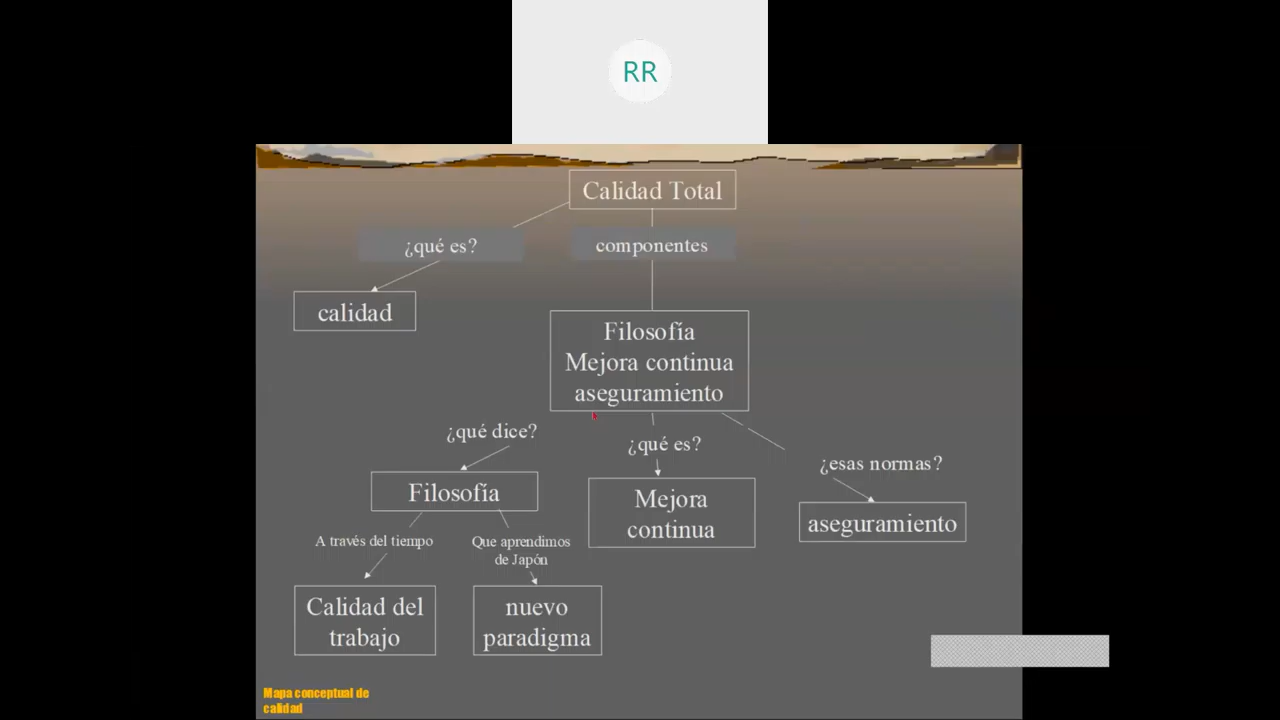 RR
Calidad Total
¿qué es?
componentes
calidad
Filosofía
Mejora continua
aseguramiento
¿qué dice?
¿qué es?
¿esas normas?
Filosofía
Mejora
continua
aseguramiento
A través del tiempo
Que aprendimos
de Japón
Calidad del
trabajo
nuevo
paradigma
Mapa conceptual de
calidad